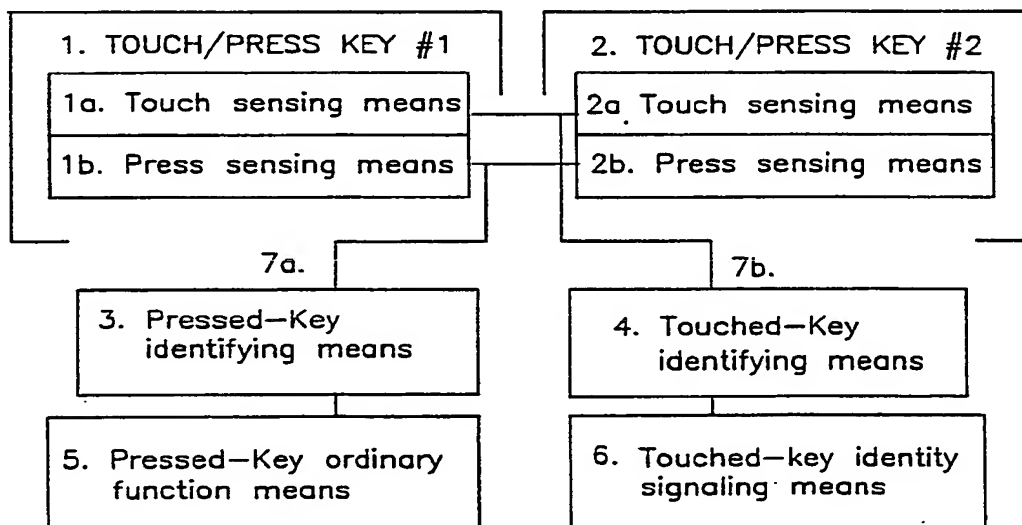 1. TOUCH/PRESS KEY #1
1a. Touch sensing means
1b. Press sensing means
2. TOUCH/PRESS KEY #2
2a. Touch sensing means
2b. Press sensing means
7a.
7b.
3. Pressed-Key
identifying means
4. Touched-Key
identifying means
5. Pressed-Key ordinary
function means
6. Touched-key identity
signaling means